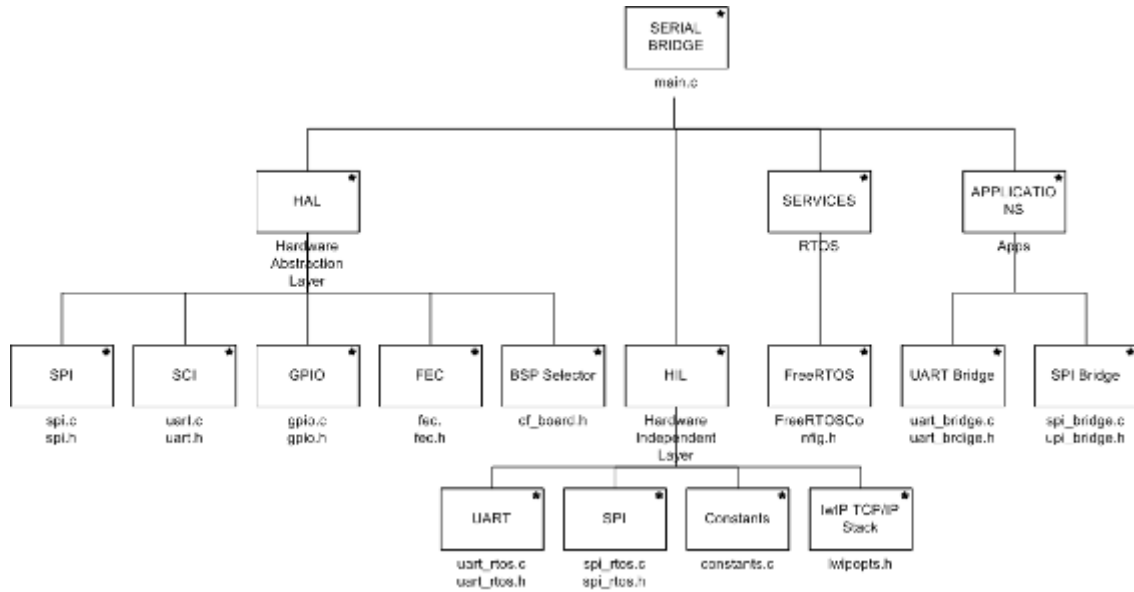 SERIAL
BRIDGE
main.c
HAL
Hardware
Abstraction
Layer
SERVICES
RTOS
APPLICATIO
NS
Apps
SPI
spi.c
spi.h
SCI
uart.c
uart.h
GPIO
gpio.c
gpio.h
FEC
fec.
fec.h
BSP Selector
cf_board.h
HIL
Hardware
Independent
Layer
FreeRTOS
FreeRTOSCo
nfig.h
UART Bridge
uart_bridge.c
uart_brdige.h
SPI Bridge
spi_bridge.c
upi_bridge.h
UART
uart_rtos.c
uart_rtos.h
SPI
spi_rtos.c
spi_rtos.h
Constants
constants.c
lwIP TCP/IP
Stack
lwipopts.h